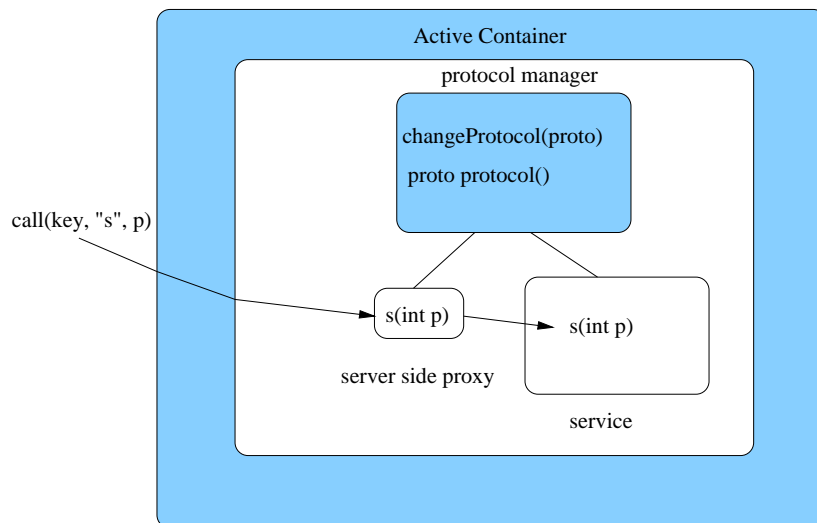 Active Container
protocol manager
changeProtocol(proto)
proto protocol()
call(key, "s", p)
s(int p)
s(int p)
server side proxy
service